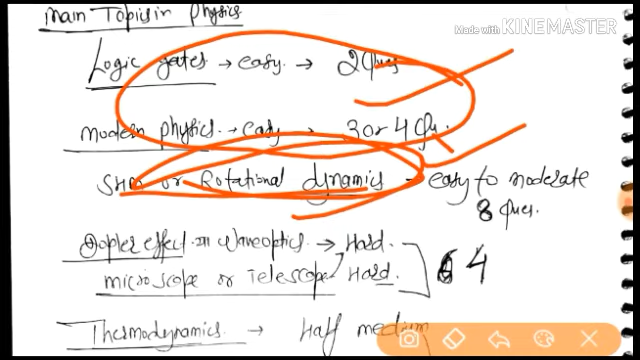 Main Topics in Physics
Made with KINEMASTER
Logic gates → easy → 2 Ques
Modern physics → easy → 3 or 4 Qu.
SHM or Rotational dynamics - easy to moderate
8 Ques.
Dopler effect in Waveoptics → Hard.
microscope or Telescope Hard. 4
Thermodynamics → Half medium